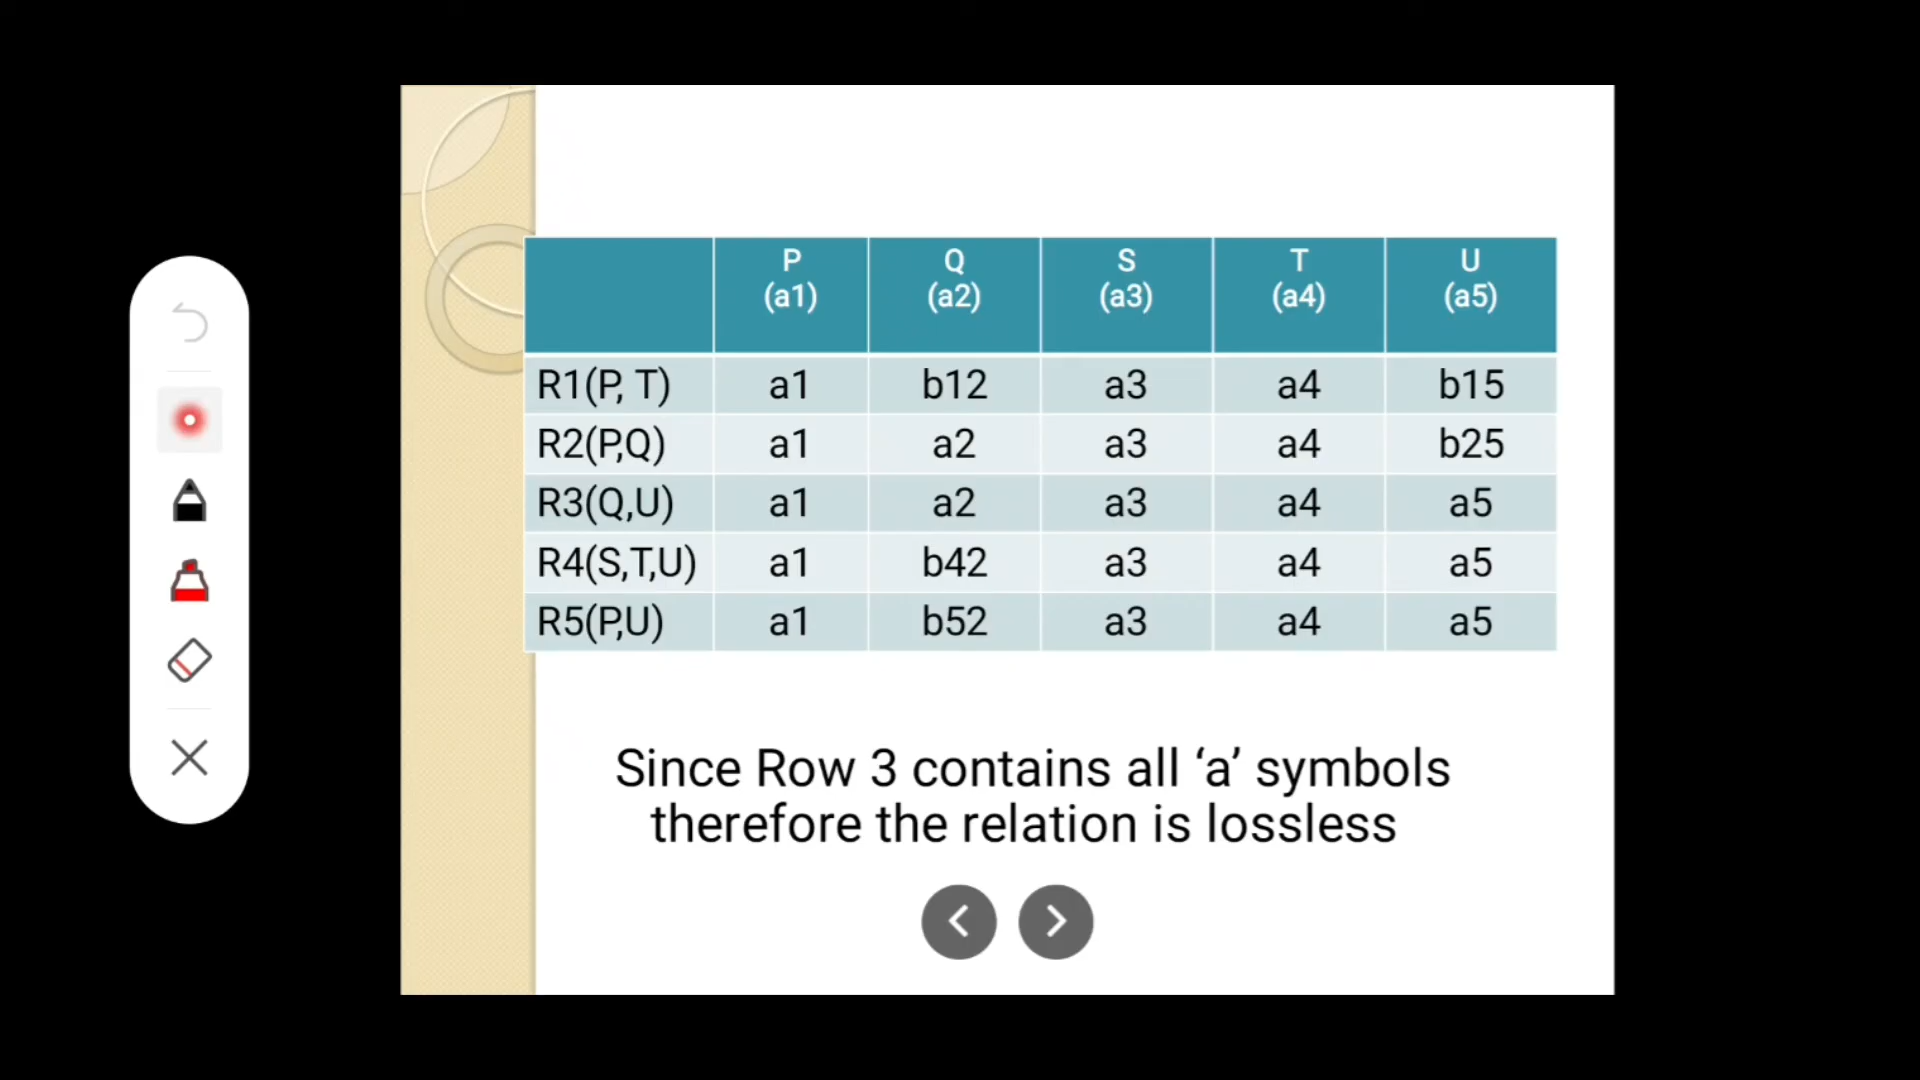 P Q S T U
(a1) (a2) (a3) (a4) (a5)
R1(P, T) a1 b12 a3 a4 b15
R2(P,Q) a1 a2 a3 a4 b25
R3(Q,U) a1 a2 a3 a4 a5
R4(S,T,U) a1 b42 a3 a4 a5
R5(P,U) a1 b52 a3 a4 a5
Since Row 3 contains all ‘a’ symbols
therefore the relation is lossless